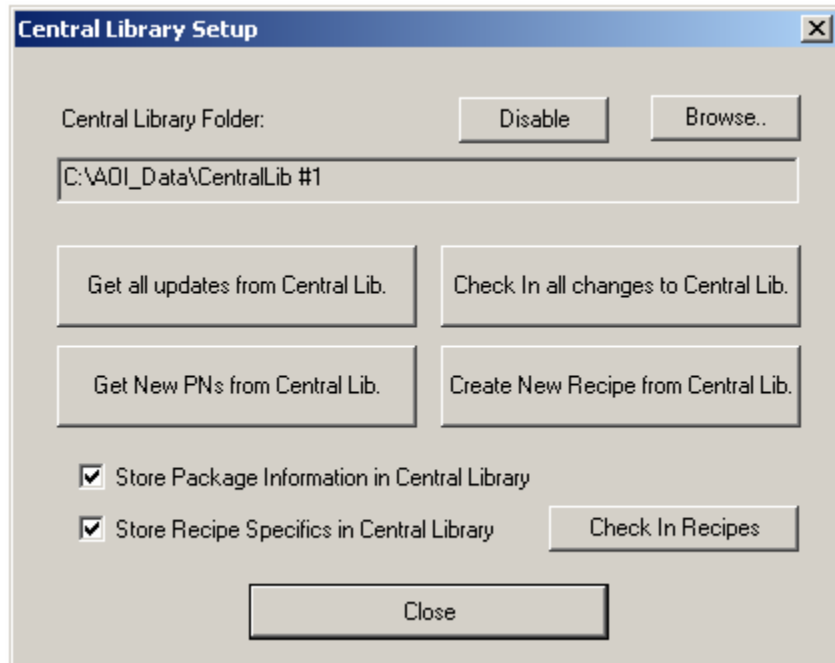 Central Library Setup
Central Library Folder:
Disable
Browse..
C:\AOI_Data\CentralLib #1
Get all updates from Central Lib.
Check In all changes to Central Lib.
Get New PNs from Central Lib.
Create New Recipe from Central Lib.
Store Package Information in Central Library
Store Recipe Specifics in Central Library
Check In Recipes
Close